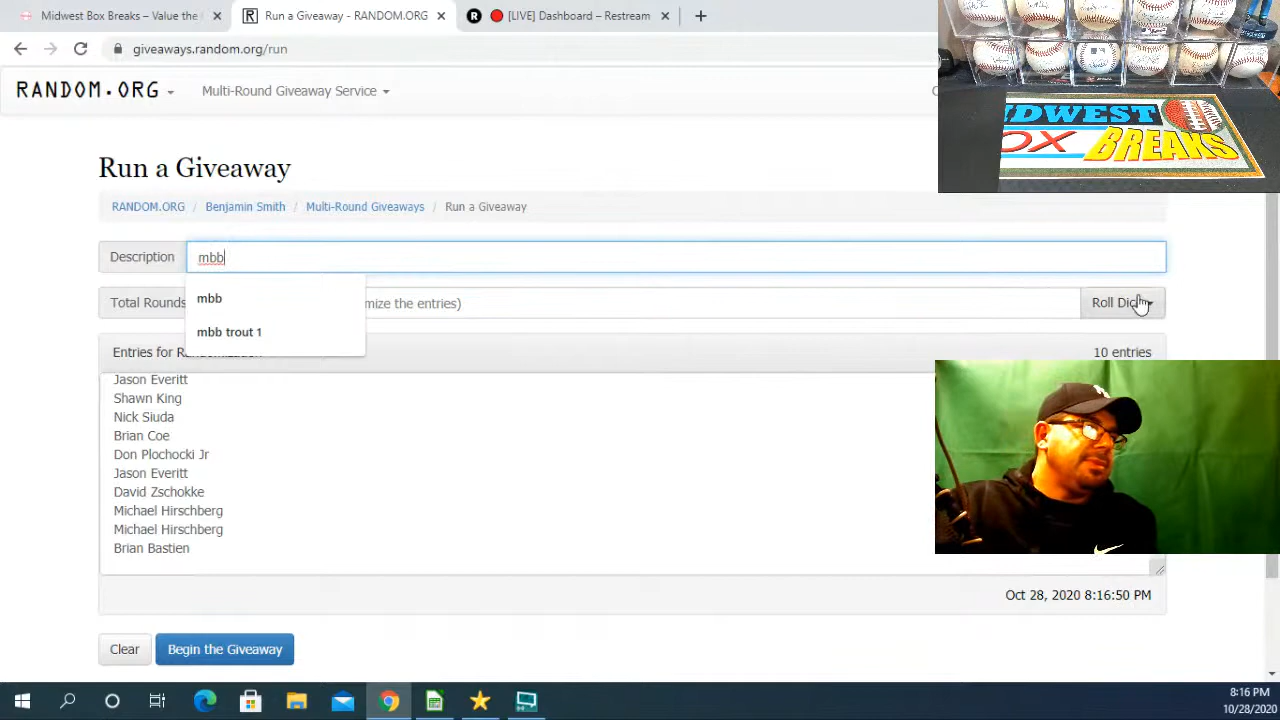 Midwest Box Breaks – Value the
Run a Giveaway - RANDOM.ORG
[LIVE] Dashboard – Restream
giveaways.random.org/run
RANDOM.ORG
Multi-Round Giveaway Service
Run a Giveaway
RANDOM.ORG / Benjamin Smith / Multi-Round Giveaways / Run a Giveaway
Description mbb
mbb
mbb trout 1
Total Rounds
mize the entries)
Entries for
10 entries
Jason Everitt
Shawn King
Nick Siuda
Brian Coe
Don Plochocki Jr
Jason Everitt
David Zschokke
Michael Hirschberg
Michael Hirschberg
Brian Bastien
Oct 28, 2020 8:16:50 PM
Clear
Begin the Giveaway
IDWEST
OX BREAKS
8:16 PM
10/28/2020